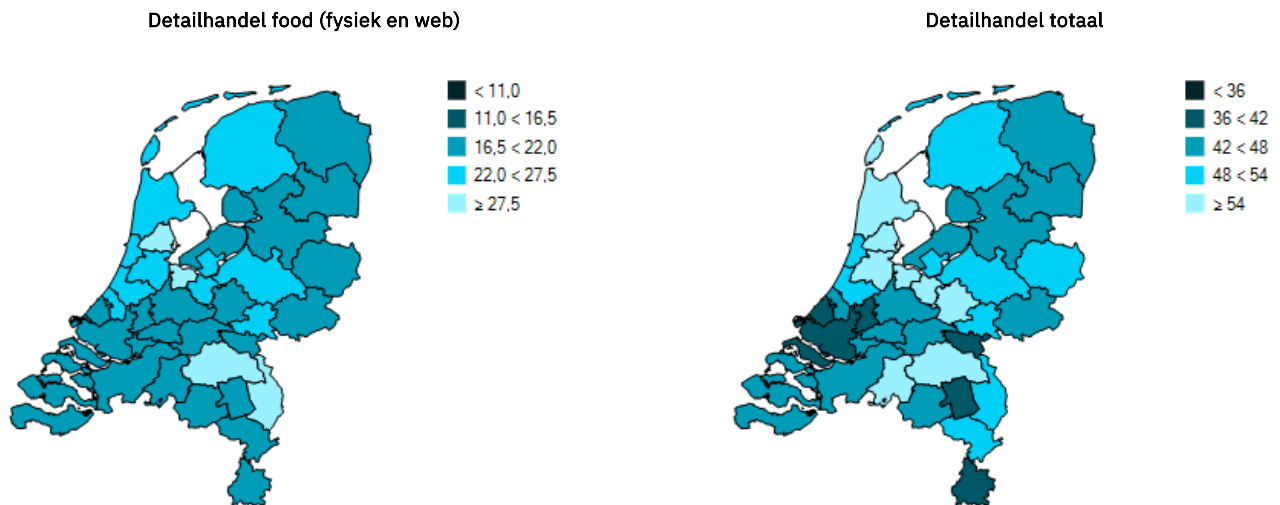 Detailhandel food (fysiek en web)
< 11,0
11,0 < 16,5
16,5 < 22,0
22,0 < 27,5
≥ 27,5
Detailhandel totaal
< 36
36 < 42
42 < 48
48 < 54
≥ 54